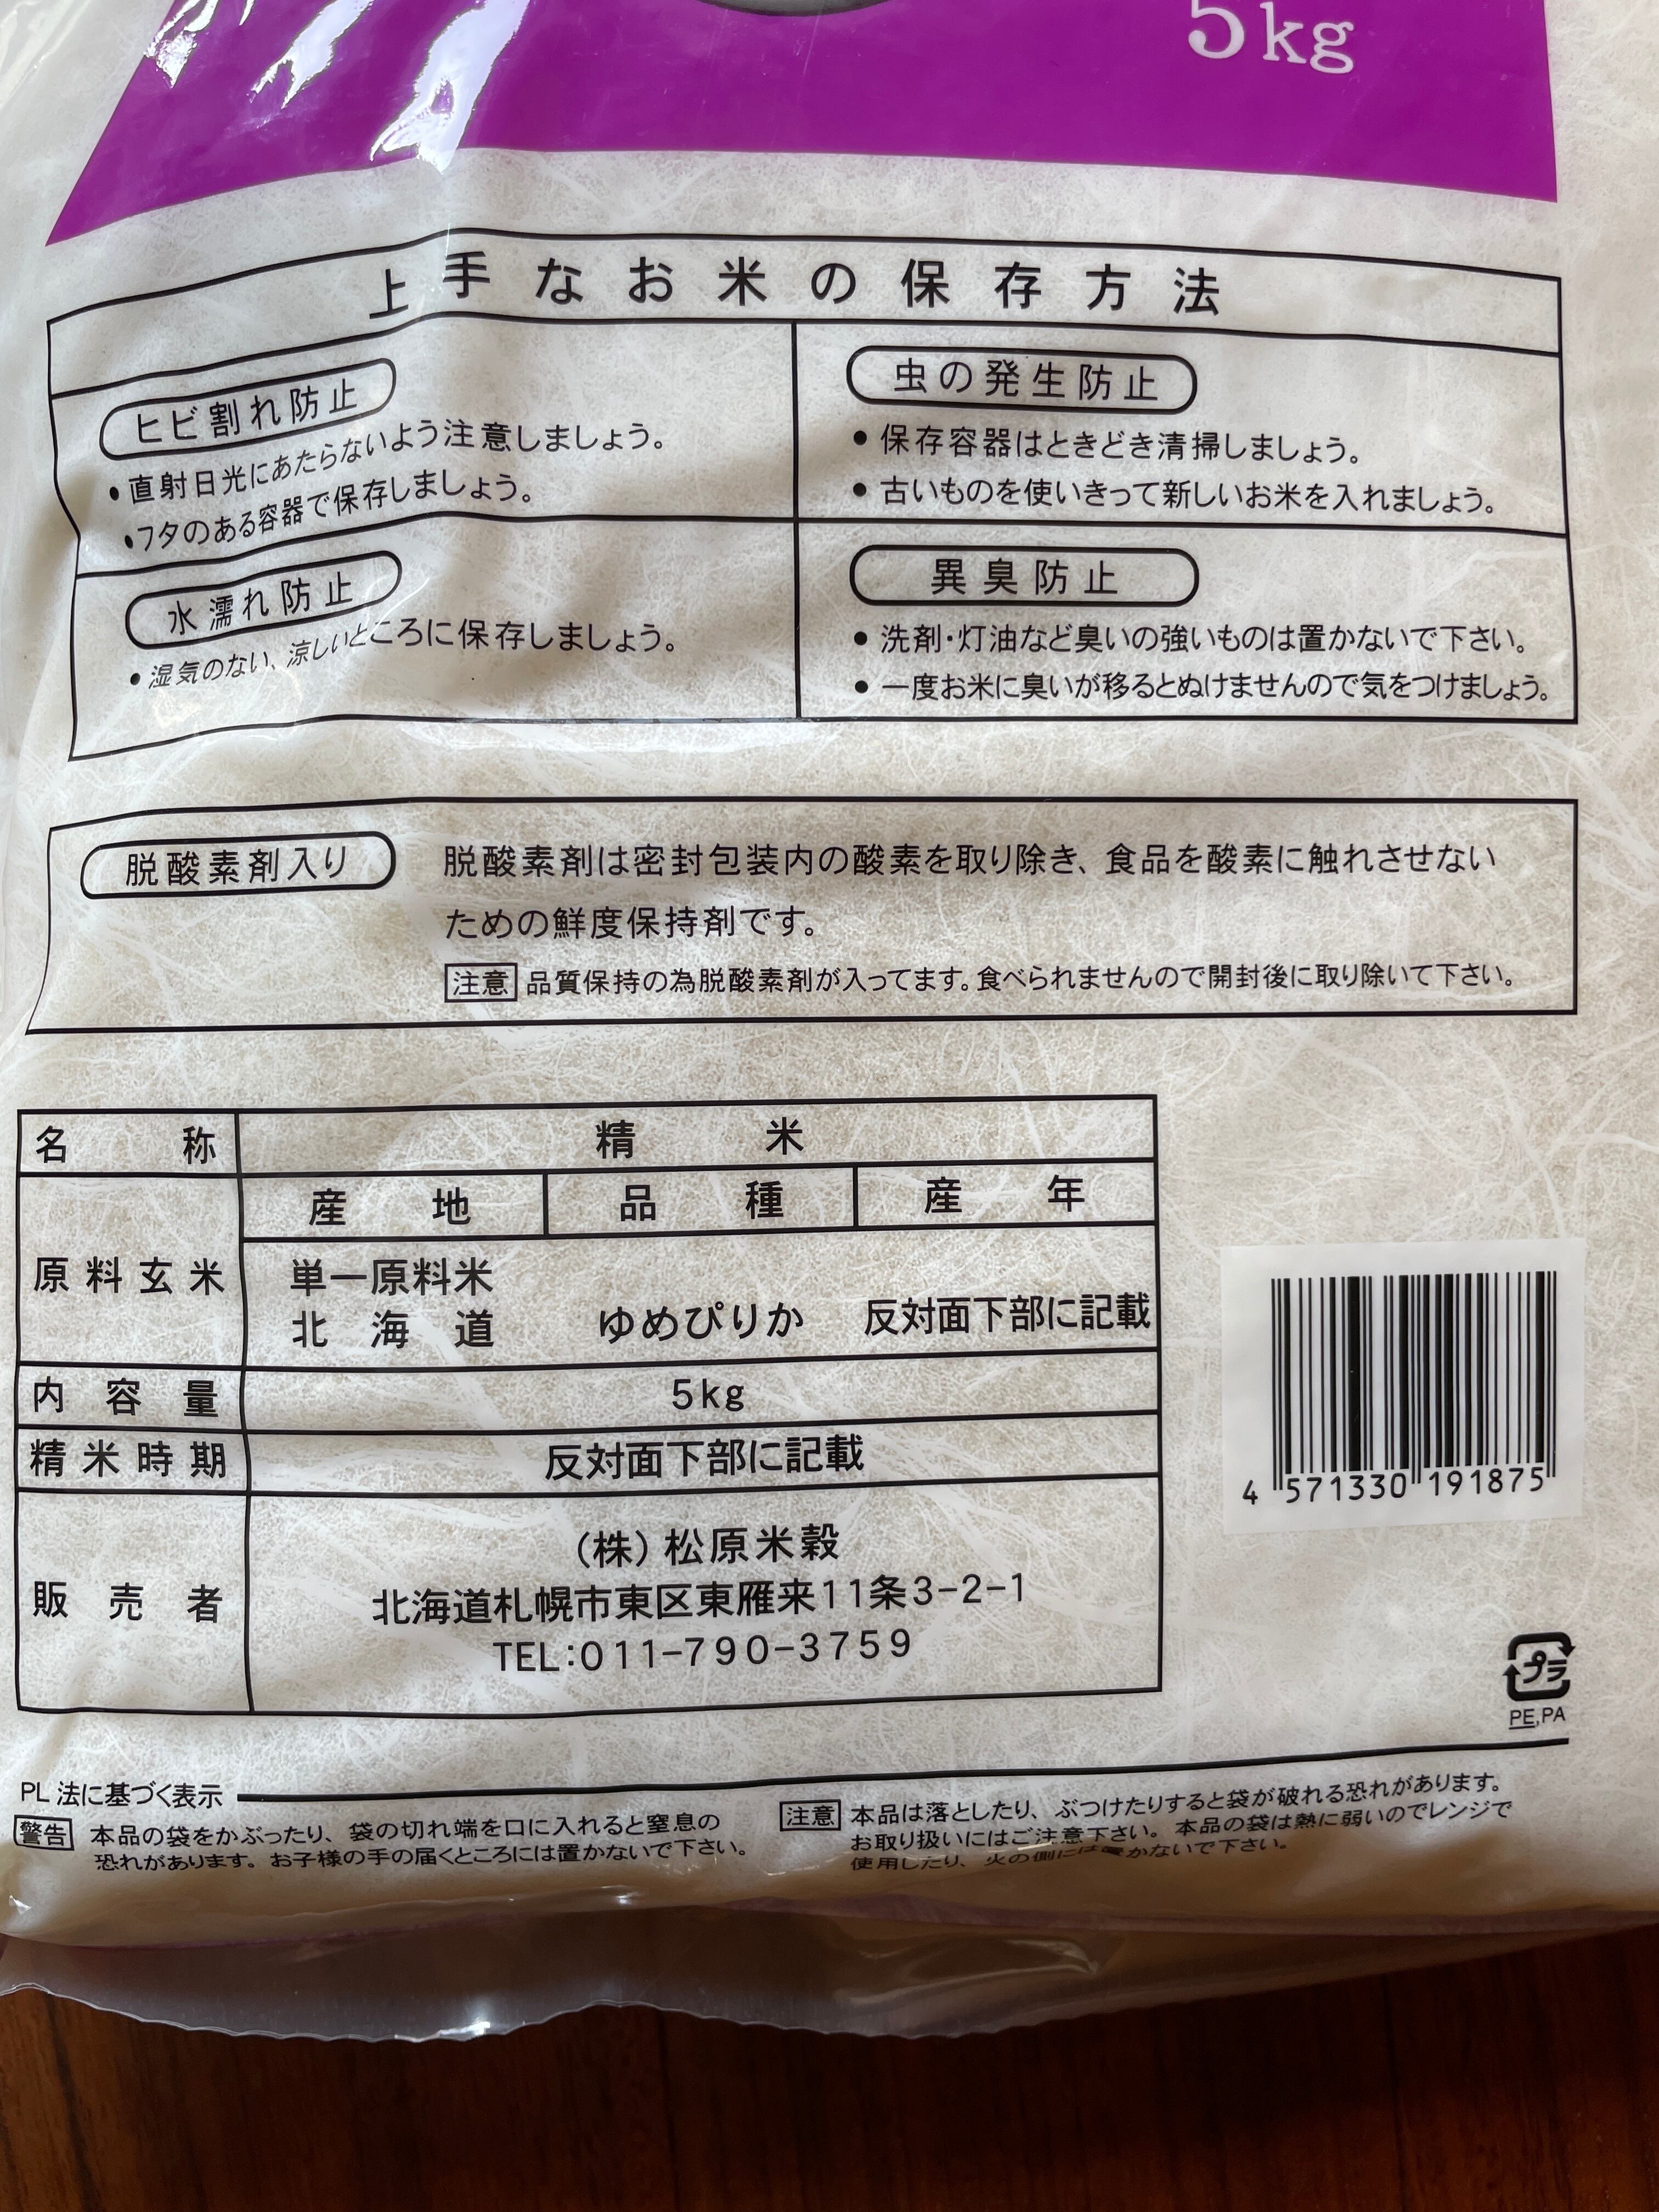 5kg
上手なお米の保存方法
ヒビ割れ防止
•直射日光にあたらないよう注意しましょう。
•フタのある容器で保存しましょう。
虫の発生防止
•保存容器はときどき清掃しましょう。
•古いものを使いきって新しいお米を入れましょう。
水濡れ防止
•湿気のない、涼しいところに保存しましょう。
異臭防止
•洗剤・灯油など臭いの強いものは置かないで下さい。
•一度お米に臭いが移るとぬけませんので気をつけましょう。
脱酸素剤入り
脱酸素剤は密封包装内の酸素を取り除き、食品を酸素に触れさせない
ための鮮度保持剤です。
注意 品質保持の為脱酸素剤が入ってます。食べられませんので開封後に取り除いて下さい。
名称 精米
原料玄米 産地 品種 産年
単一原料米
北海道 ゆめぴりか 反対面下部に記載
内容量 5kg
精米時期 反対面下部に記載
販売者 (株)松原米穀
北海道札幌市東区東雁来11条3-2-1
TEL:011-790-3759
4 571330 191875
プラ
PE,PA
PL法に基づく表示
警告 本品の袋をかぶったり、袋の切れ端を口に入れると窒息の
恐れがあります。お子様の手の届くところには置かないで下さい。
注意 本品は落としたり、ぶつけたりすると袋が破れる恐れがあります。
お取り扱いにはご注意下さい。本品の袋は熱に弱いのでレンジで
使用したり、火の側には置かないで下さい。